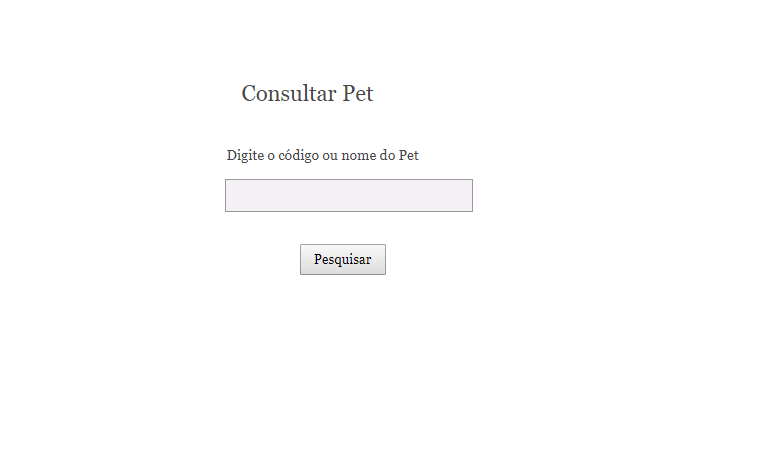 Consultar Pet
Digite o código ou nome do Pet
Pesquisar